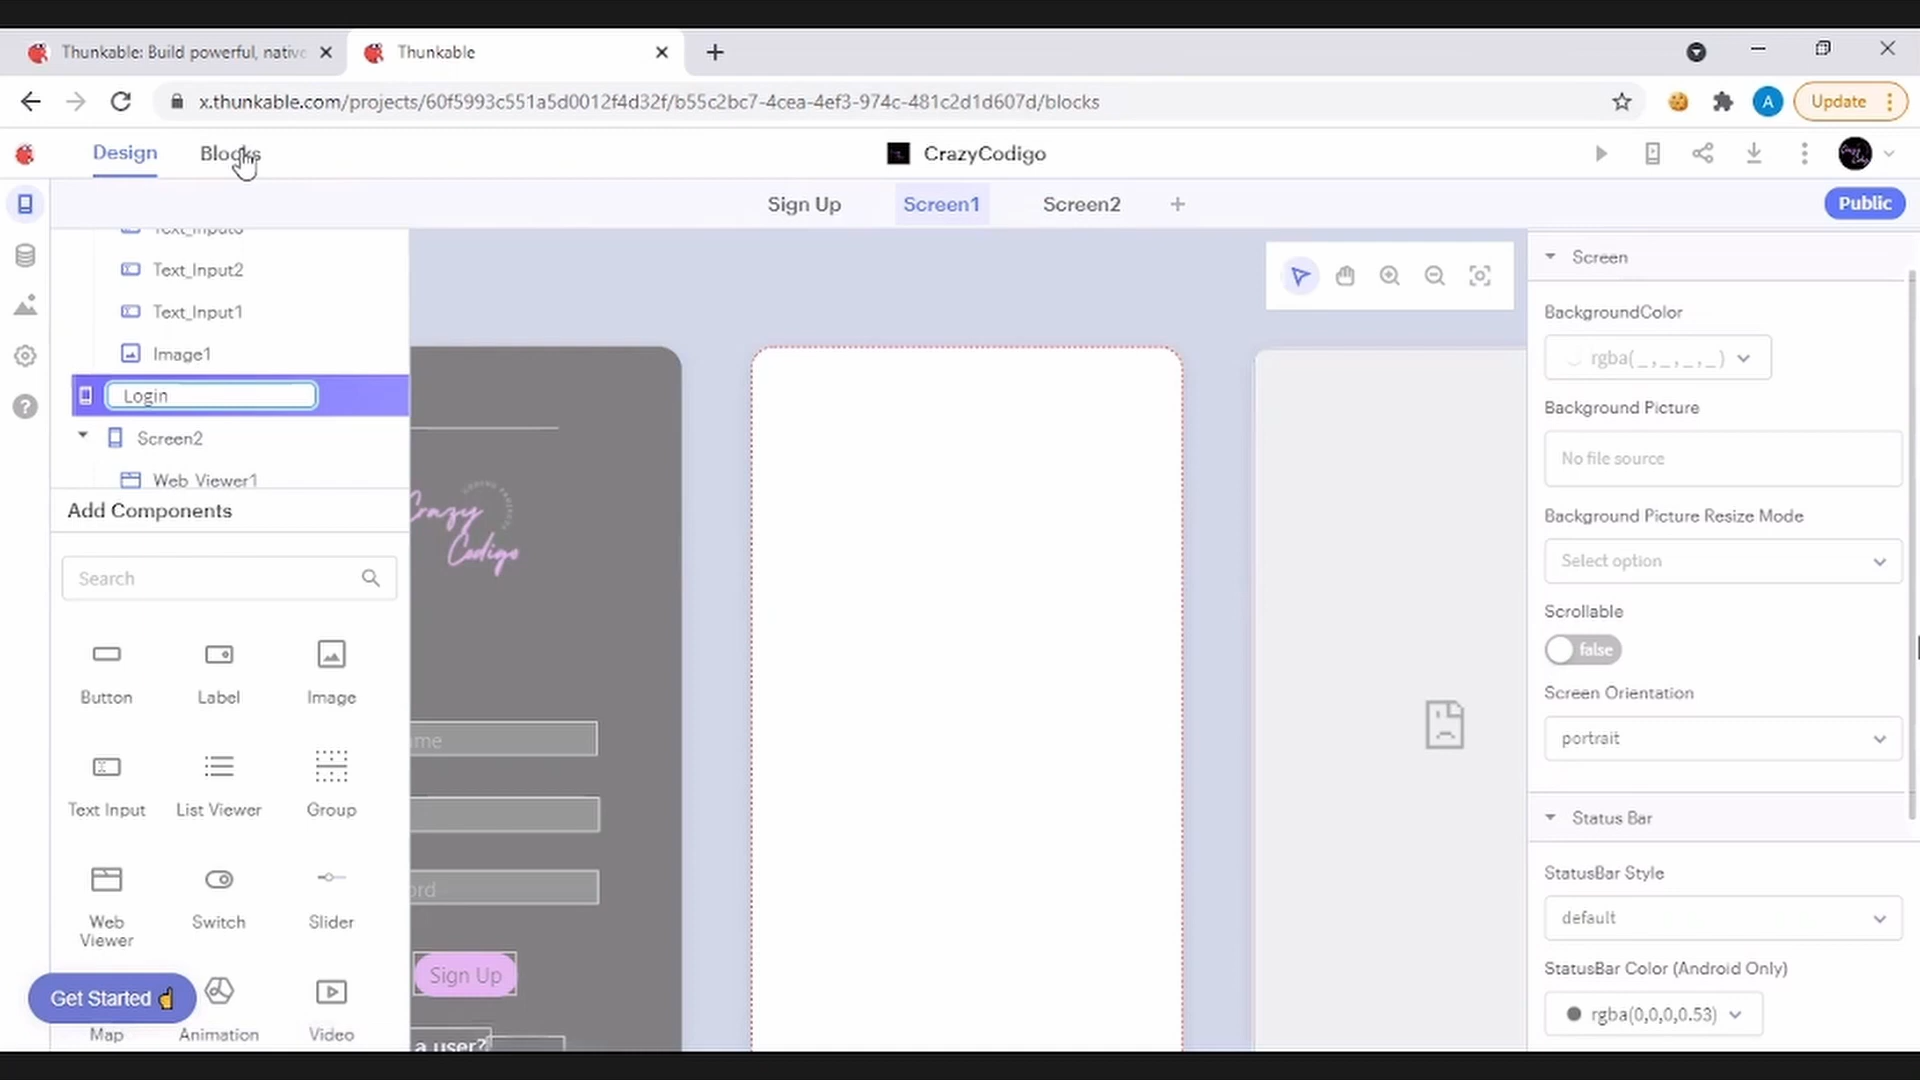 Thunkable: Build powerful, native
Thunkable
x.thunkable.com/projects/60f5993c551a5d0012f4d32f/b55c2bc7-4cea-4ef3-974c-481c2d1d607d/blocks
A
Update
Design
Blocks
CrazyCodigo
Sign Up
Screen1
Screen2
Public
Text_Input2
Text_Input1
Image1
Login
Screen2
Web Viewer1
Add Components
Search
Button
Label
Image
Text Input
List Viewer
Group
Web
Viewer
Switch
Slider
Get Started
Map
Animation
Video
Crazy
Codigo
Sign Up
a user?
Screen
BackgroundColor
rgba(_,_,_,_)
Background Picture
No file source
Background Picture Resize Mode
Select option
Scrollable
false
Screen Orientation
portrait
Status Bar
StatusBar Style
default
StatusBar Color (Android Only)
rgba(0,0,0,0.53)